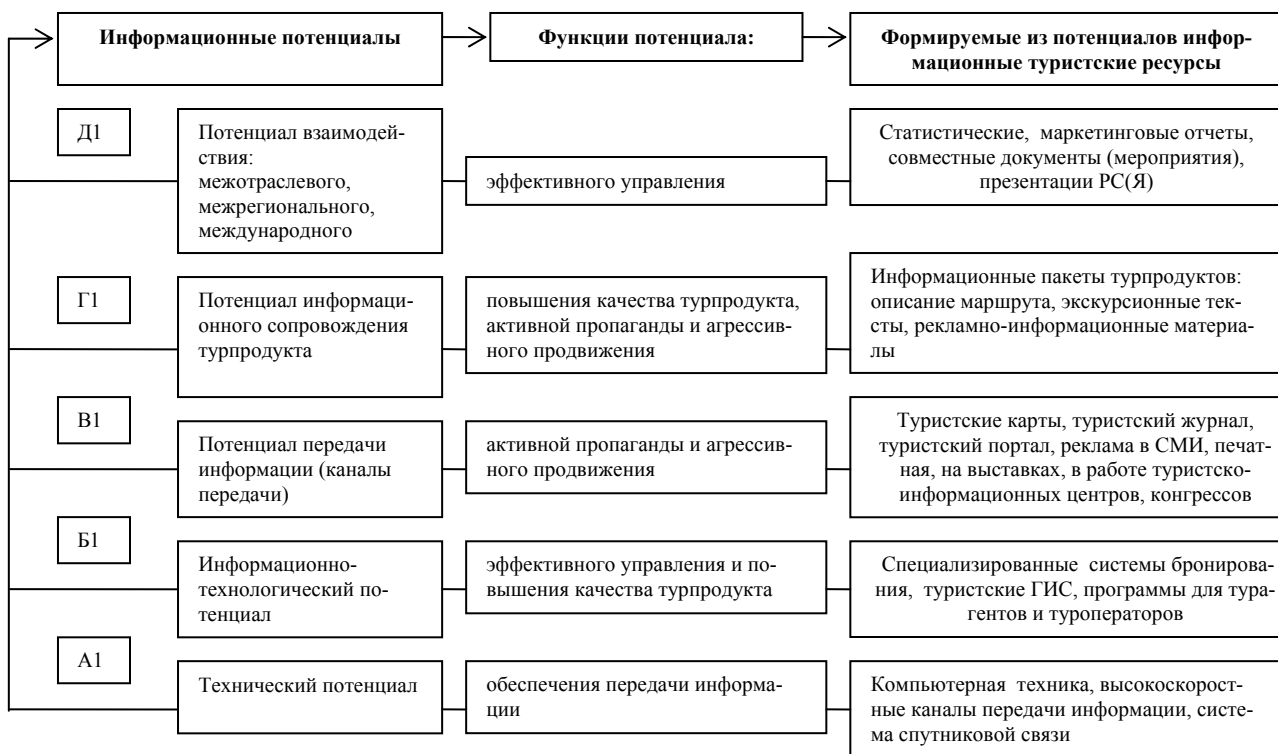 Информационные потенциалы
Функции потенциала:
Формируемые из потенциалов инфор-
мационные туристские ресурсы
Д1
Потенциал взаимодей-
ствия:
межотраслевого,
межрегионального,
международного
эффективного управления
Статистические, маркетинговые отчеты,
совместные документы (мероприятия),
презентации РС(Я)
Г1
Потенциал информаци-
онного сопровождения
турпродукта
повышения качества турпродукта,
активной пропаганды и агрессив-
ного продвижения
Информационные пакеты турпродуктов:
описание маршрута, экскурсионные тек-
сты, рекламно-информационные материа-
лы
В1
Потенциал передачи
информации (каналы
передачи)
активной пропаганды и агрессив-
ного продвижения
Туристские карты, туристский журнал,
туристский портал, реклама в СМИ, печат-
ная, на выставках, в работе туристско-
информационных центров, конгрессов
Б1
Информационно-
технологический по-
тенциал
эффективного управления и по-
вышения качества турпродукта
Специализированные системы бронирова-
ния, туристские ГИС, программы для тура-
гентов и туроператоров
А1
Технический потенциал
обеспечения передачи информа-
ции
Компьютерная техника, высокоскорост-
ные каналы передачи информации, систе-
ма спутниковой связи